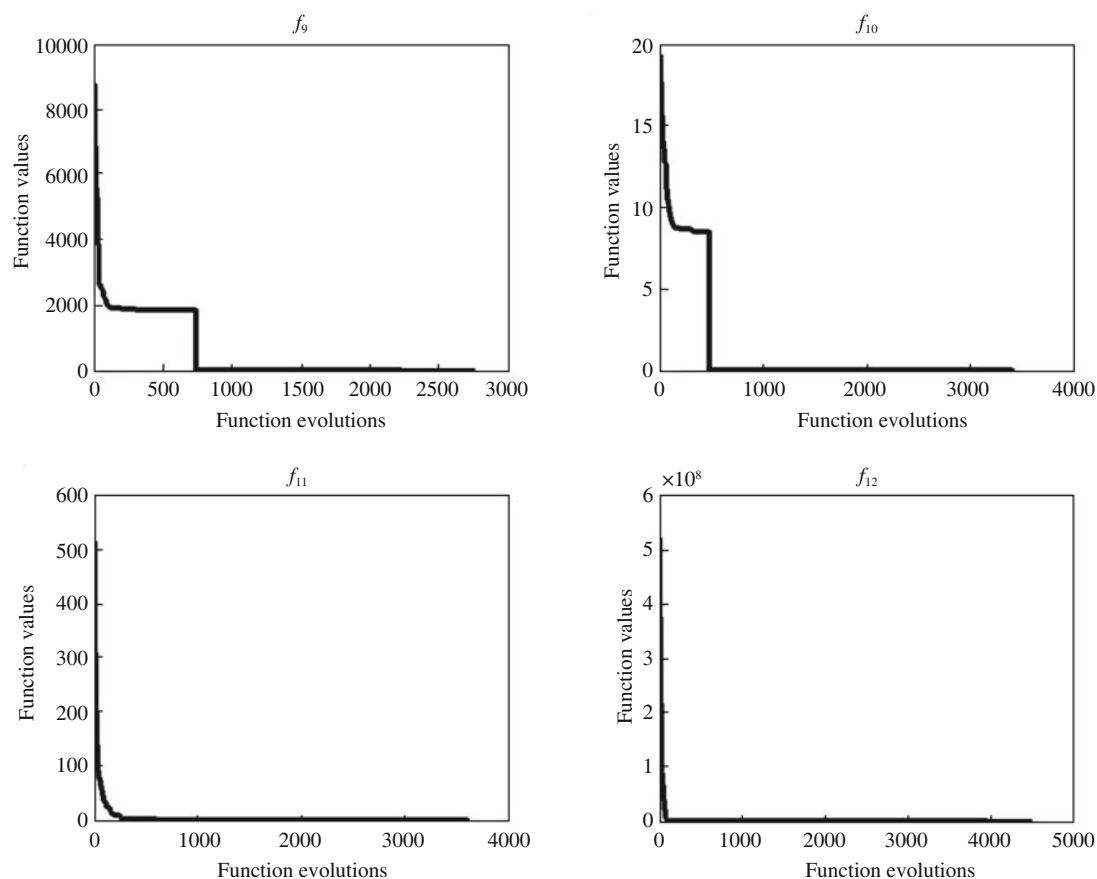 f₉
10000
8000
6000
4000
2000
0
Function values
0 500 1000 1500 2000 2500 3000
Function evolutions
f₁₀
20
15
10
5
0
Function values
0 1000 2000 3000 4000
Function evolutions
f₁₁
600
500
400
300
200
100
0
Function values
0 1000 2000 3000 4000
Function evolutions
×10⁸
f₁₂
6
5
4
3
2
1
0
Function values
0 1000 2000 3000 4000 5000
Function evolutions